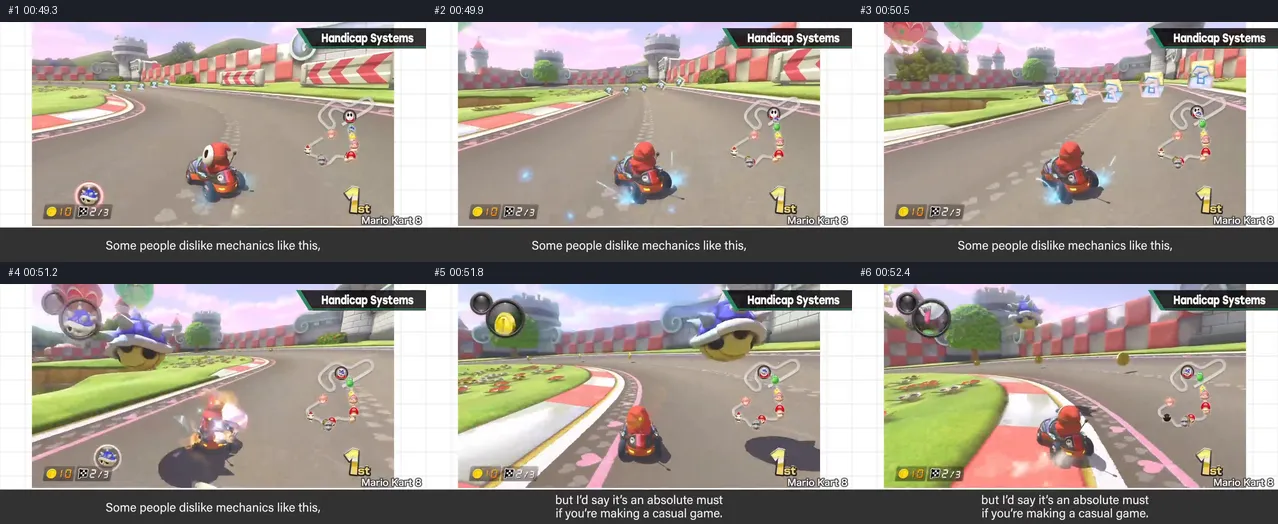 #1 00:49.3
Handicap Systems
10 2/3
1st
Mario Kart 8
Some people dislike mechanics like this,
#2 00:49.9
Handicap Systems
10 2/3
1st
Mario Kart 8
Some people dislike mechanics like this,
#3 00:50.5
Handicap Systems
10 2/3
1st
Mario Kart 8
Some people dislike mechanics like this,
#4 00:51.2
Handicap Systems
10 2/3
1st
Mario Kart 8
Some people dislike mechanics like this,
#5 00:51.8
Handicap Systems
10 2/3
1st
Mario Kart 8
but I'd say it's an absolute must
if you're making a casual game.
#6 00:52.4
Handicap Systems
10 2/3
1st
Mario Kart 8
but I'd say it's an absolute must
if you're making a casual game.